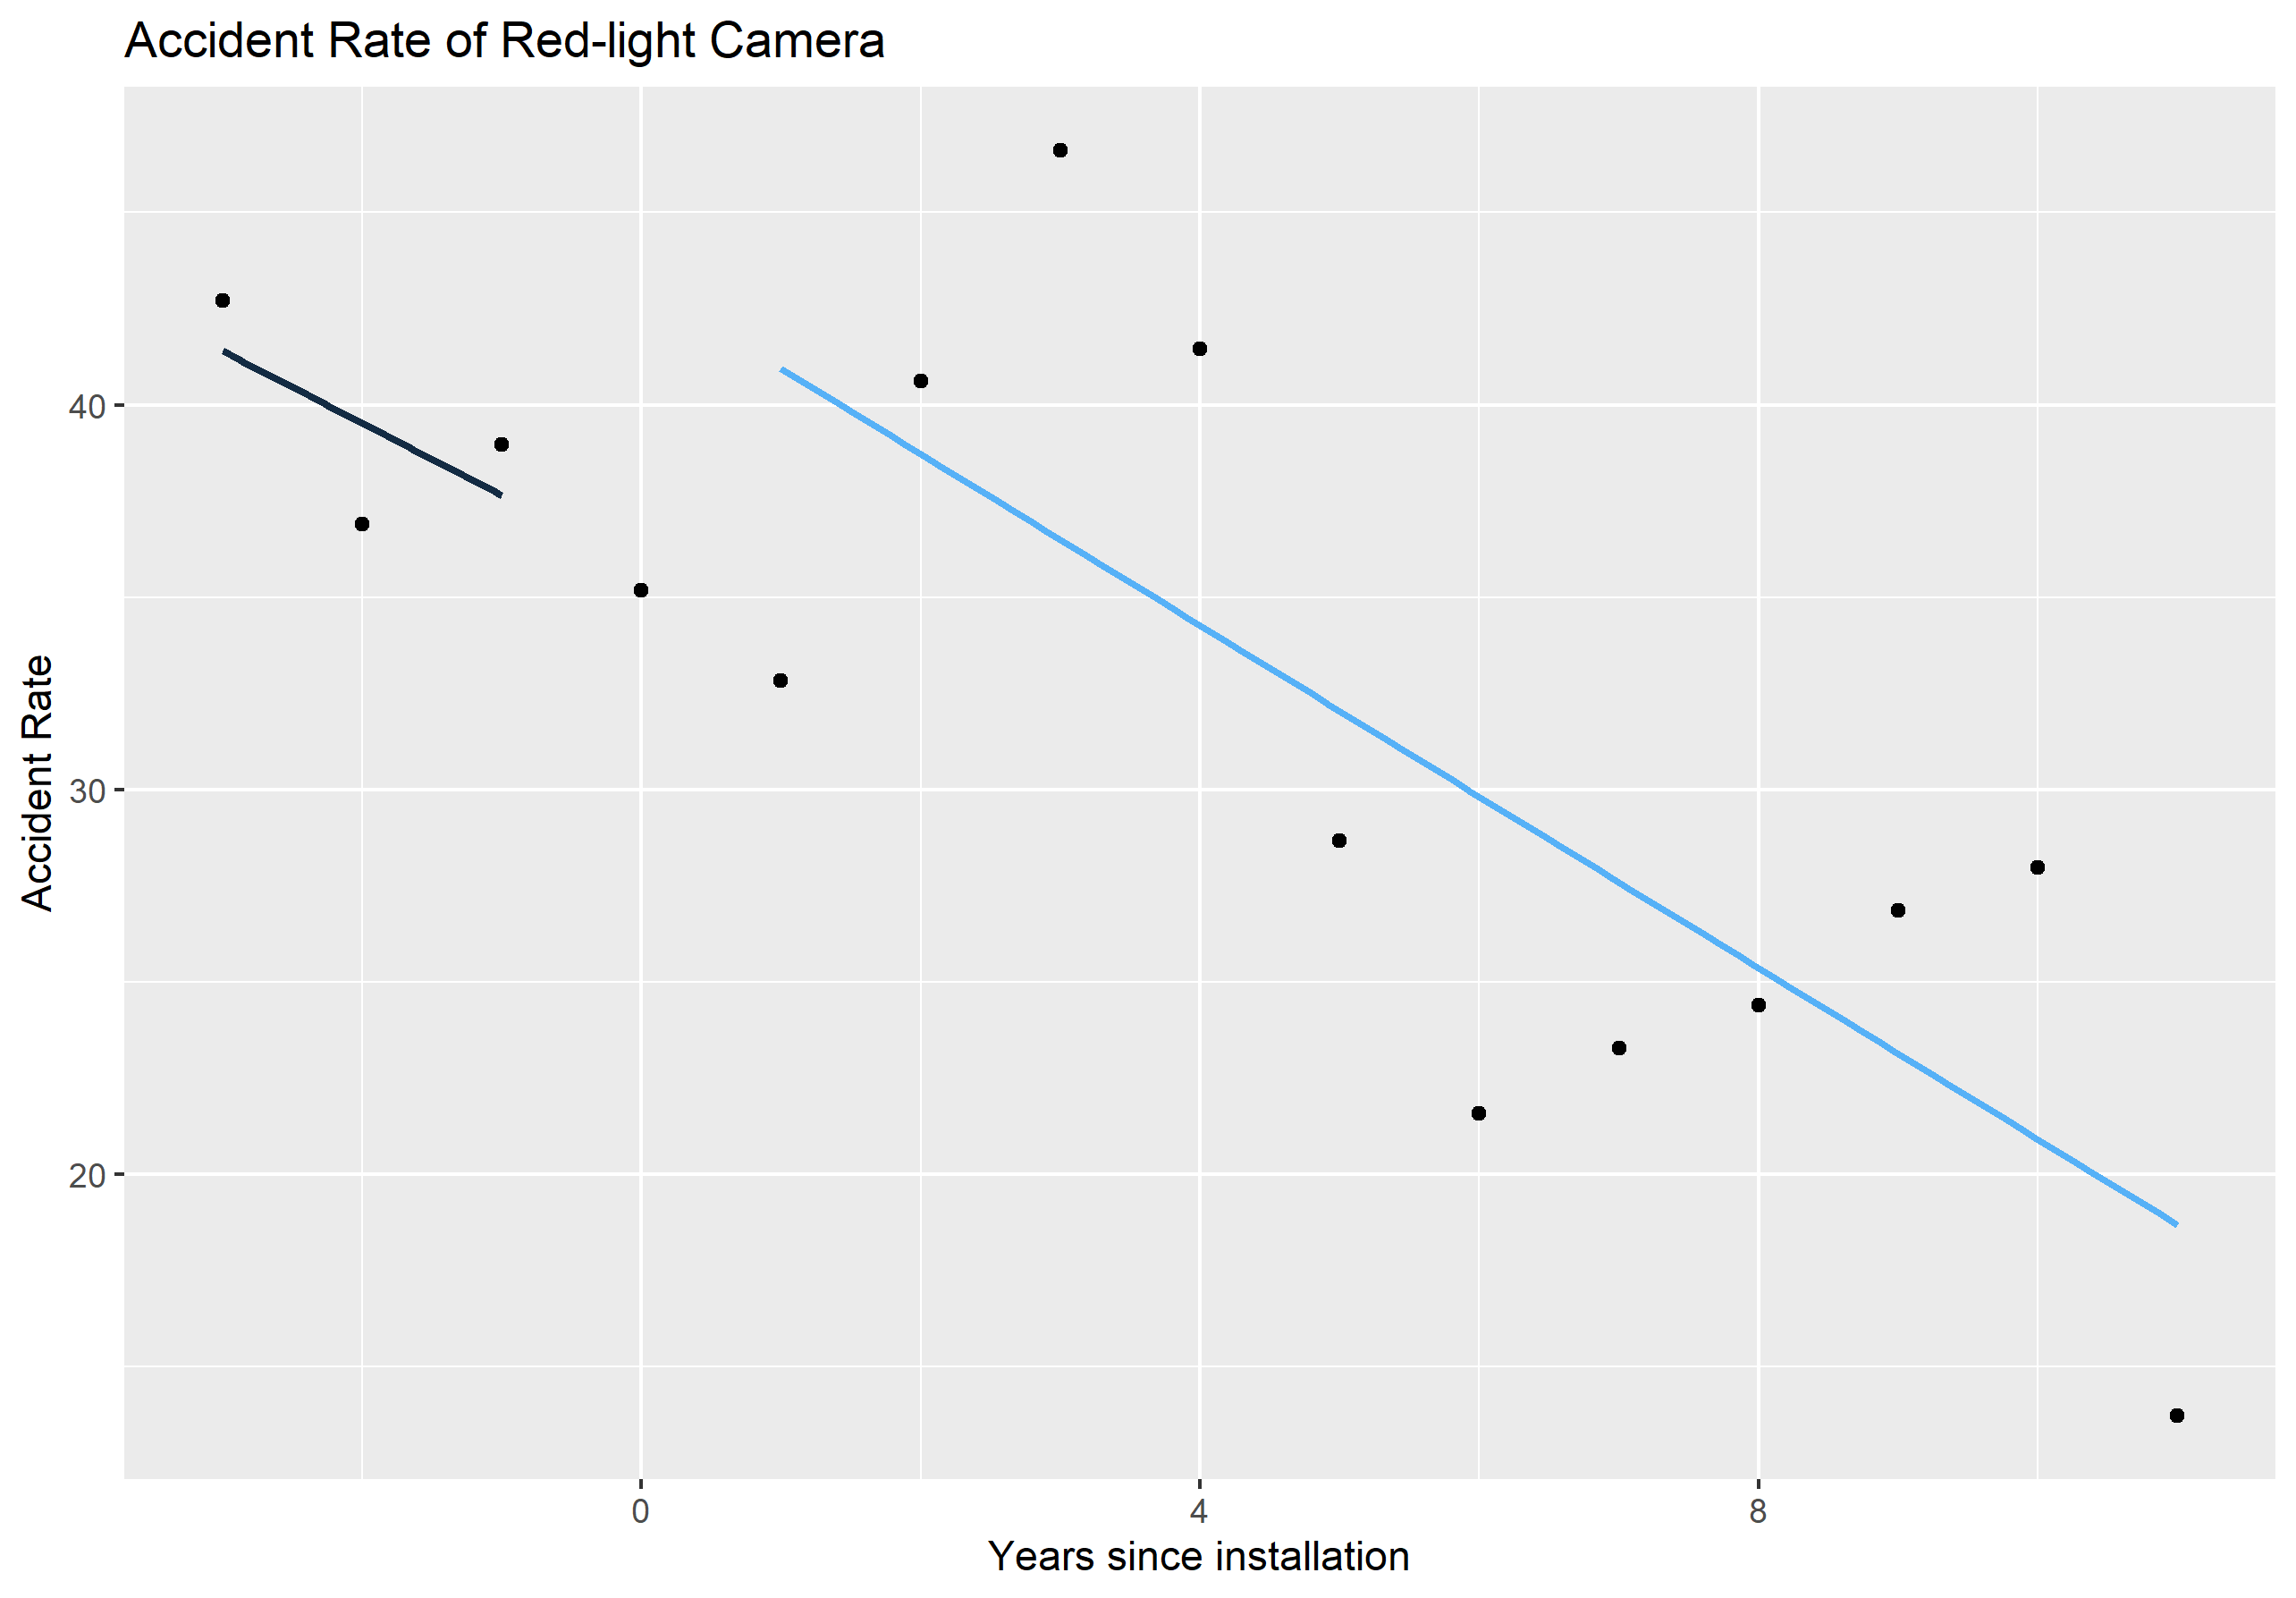 Accident Rate of Red-light Camera
Accident Rate
40
30
20
0 4 8
Years since installation